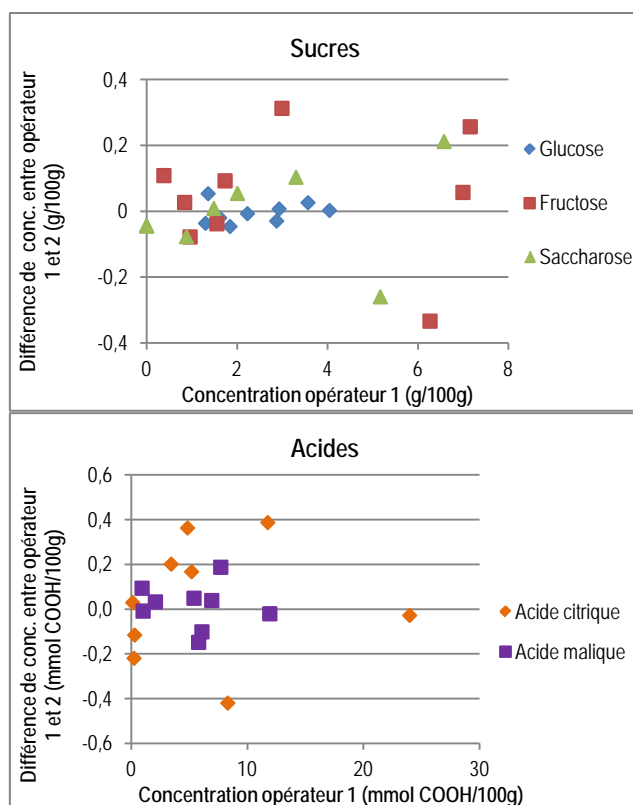 Sucres
Différence de conc. entre opérateur
1 et 2 (g/100g)
0,4
0,2
0
-0,2
-0,4
0
2
4
6
8
Concentration opérateur 1 (g/100g)
Glucose
Fructose
Saccharose
Acides
Différence de conc. entre opérateur
1 et 2 (mmol COOH/100g)
0,6
0,4
0,2
0,0
-0,2
-0,4
-0,6
0
10
20
30
Concentration opérateur 1 (mmol COOH/100g)
Acide citrique
Acide malique